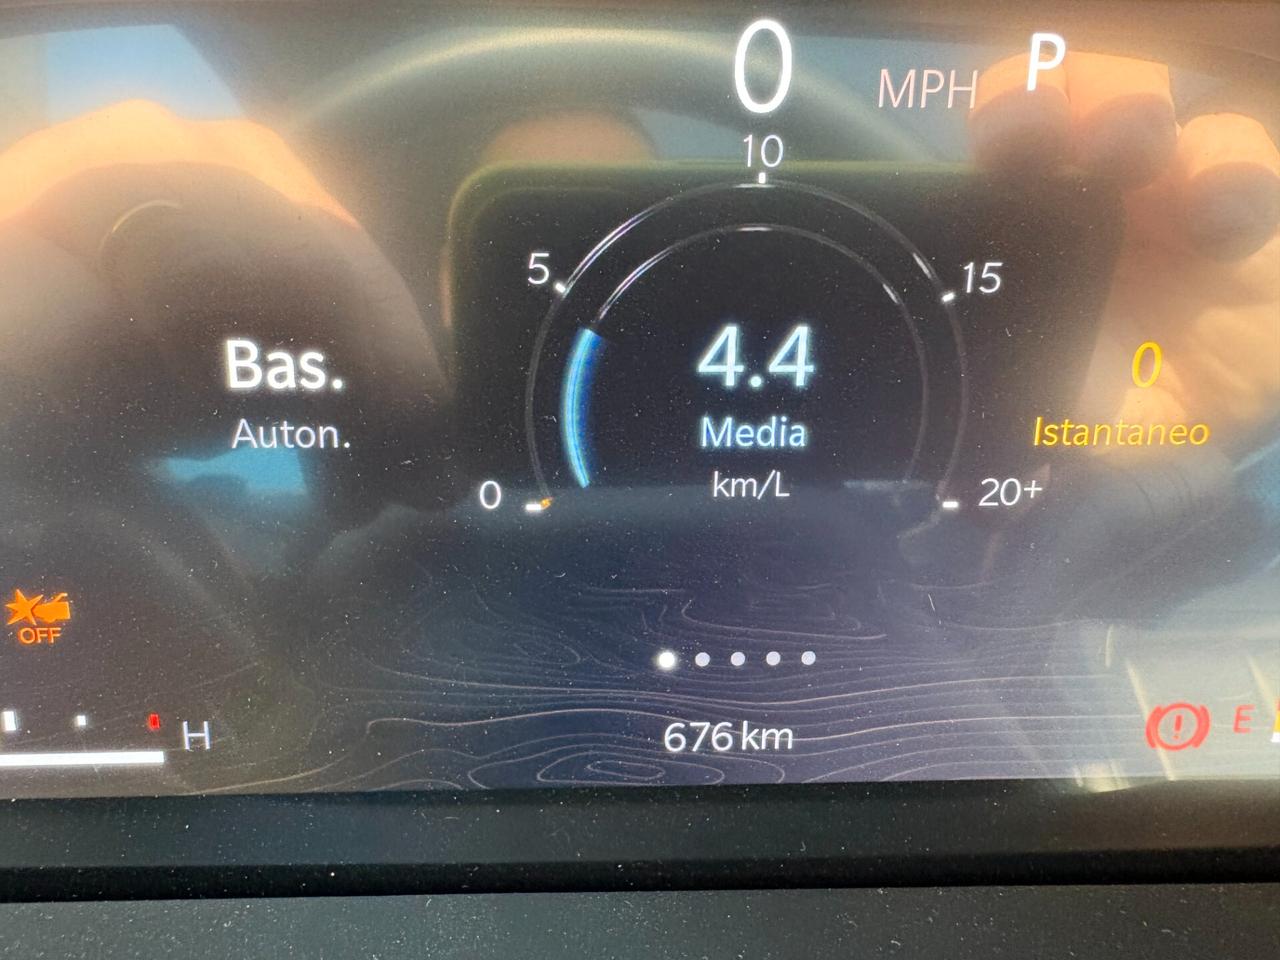 0 MPH P
10
5
15
Bas.
Auton.
4.4
Media
km/L
0
Istantaneo
0
20+
OFF
H
676 km
E